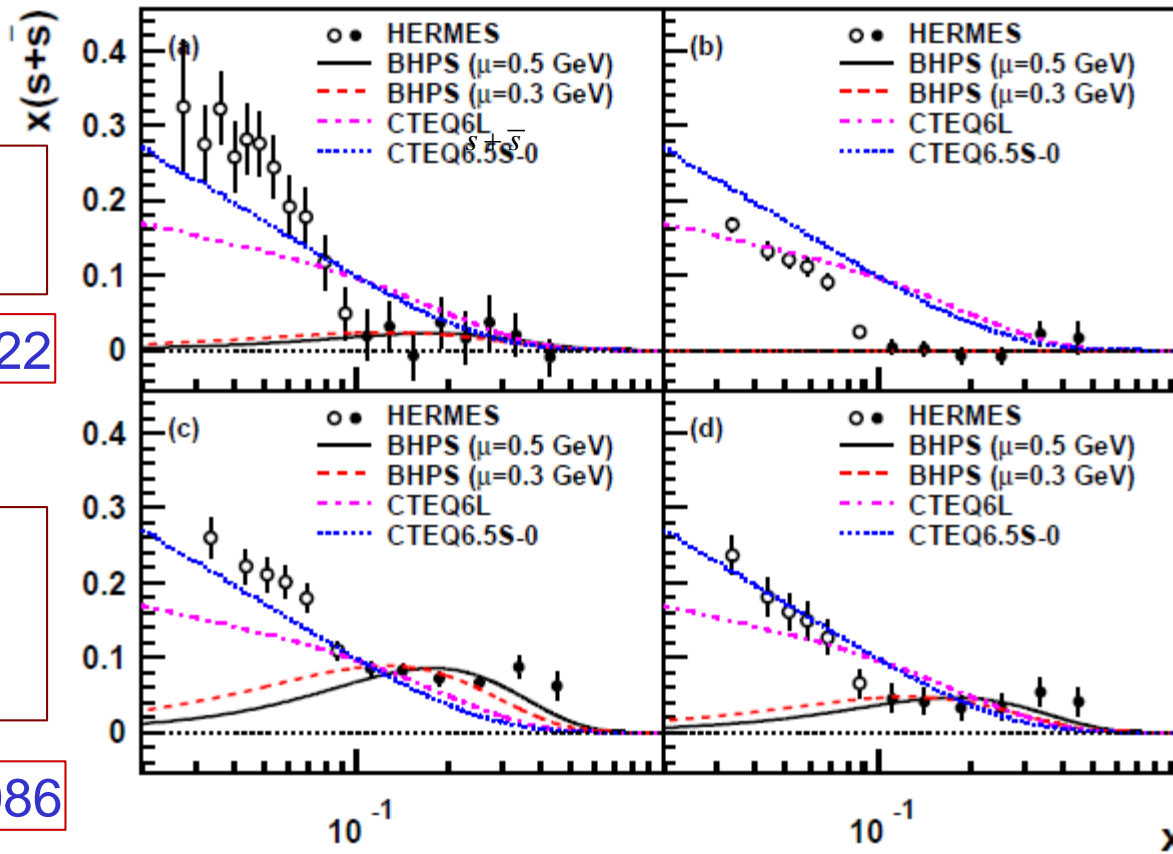 x(s+s̄)
(a)
HERMES
BHPS (μ=0.5 GeV)
BHPS (μ=0.3 GeV)
CTEQ6L
s + s̄
CTEQ6.5S-0
(b)
HERMES
BHPS (μ=0.5 GeV)
BHPS (μ=0.3 GeV)
CTEQ6L
CTEQ6.5S-0
0.4
0.3
0.2
0.1
0
22
(c)
HERMES
BHPS (μ=0.5 GeV)
BHPS (μ=0.3 GeV)
CTEQ6L
CTEQ6.5S-0
(d)
HERMES
BHPS (μ=0.5 GeV)
BHPS (μ=0.3 GeV)
CTEQ6L
CTEQ6.5S-0
0.4
0.3
0.2
0.1
0
86
10⁻¹
10⁻¹
x